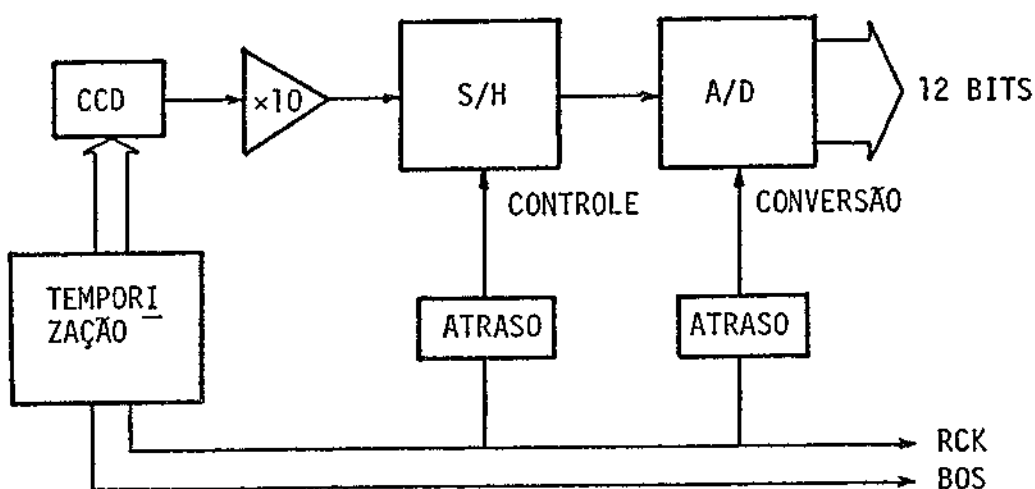 CCD
×10
S/H
A/D
12 BITS
CONTROLE
CONVERSÃO
TEMPORI
ZAÇÃO
ATRASO
ATRASO
RCK
BOS